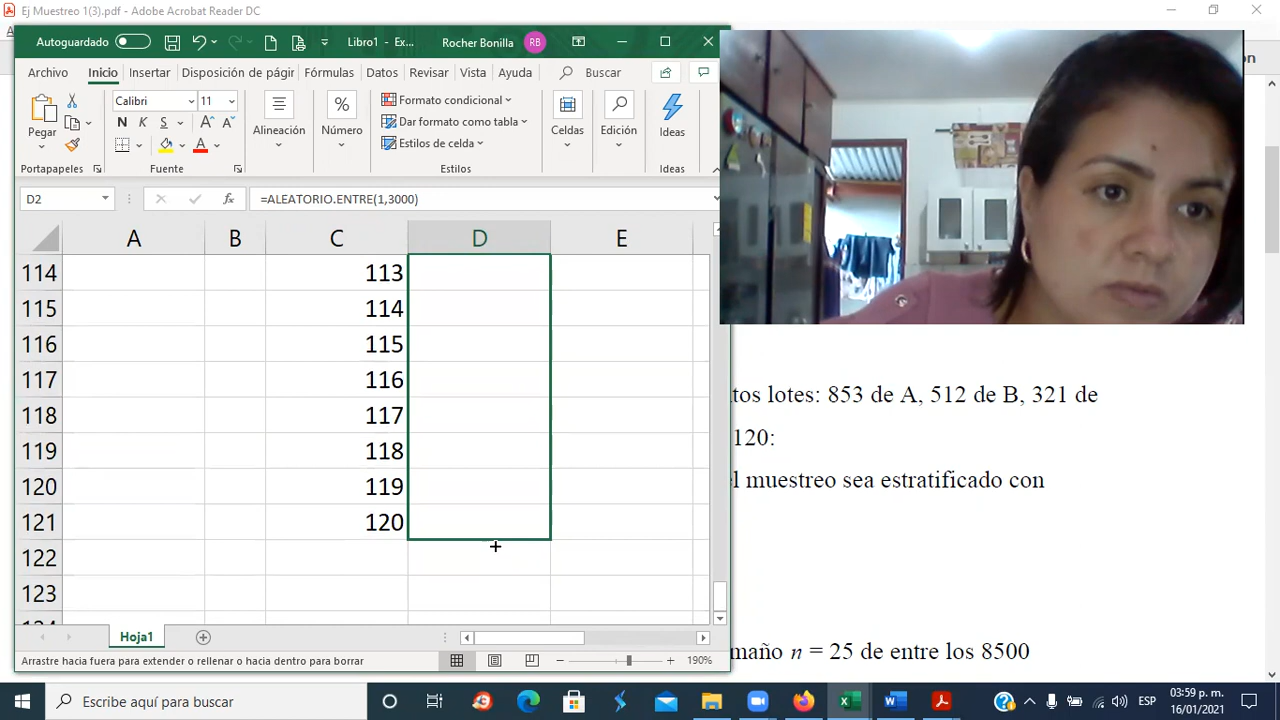 Ej Muestreo 1(3).pdf - Adobe Acrobat Reader DC
Autoguardado Libro1 - Ex... Rocher Bonilla RB
Archivo Inicio Insertar Disposición de págir Fórmulas Datos Revisar Vista Ayuda Buscar
Calibri 11 % Formato condicional
Pegar N K S A A Alineación Número Dar formato como tabla Celdas Edición Ideas
A Estilos de celda
Portapapeles Fuente Estilos Ideas
D2 fx =ALEATORIO.ENTRE(1,3000)
A B C D E
114 113
115 114
116 115
117 116
118 117
119 118
120 119
121 120
122
123
Hoja1
Arrastre hacia fuera para extender o rellenar o hacia dentro para borrar 190%
tos lotes: 853 de A, 512 de B, 321 de
120:
el muestreo sea estratificado con
maño n = 25 de entre los 8500
ón
Escribe aquí para buscar ESP 03:59 p. m.
16/01/2021